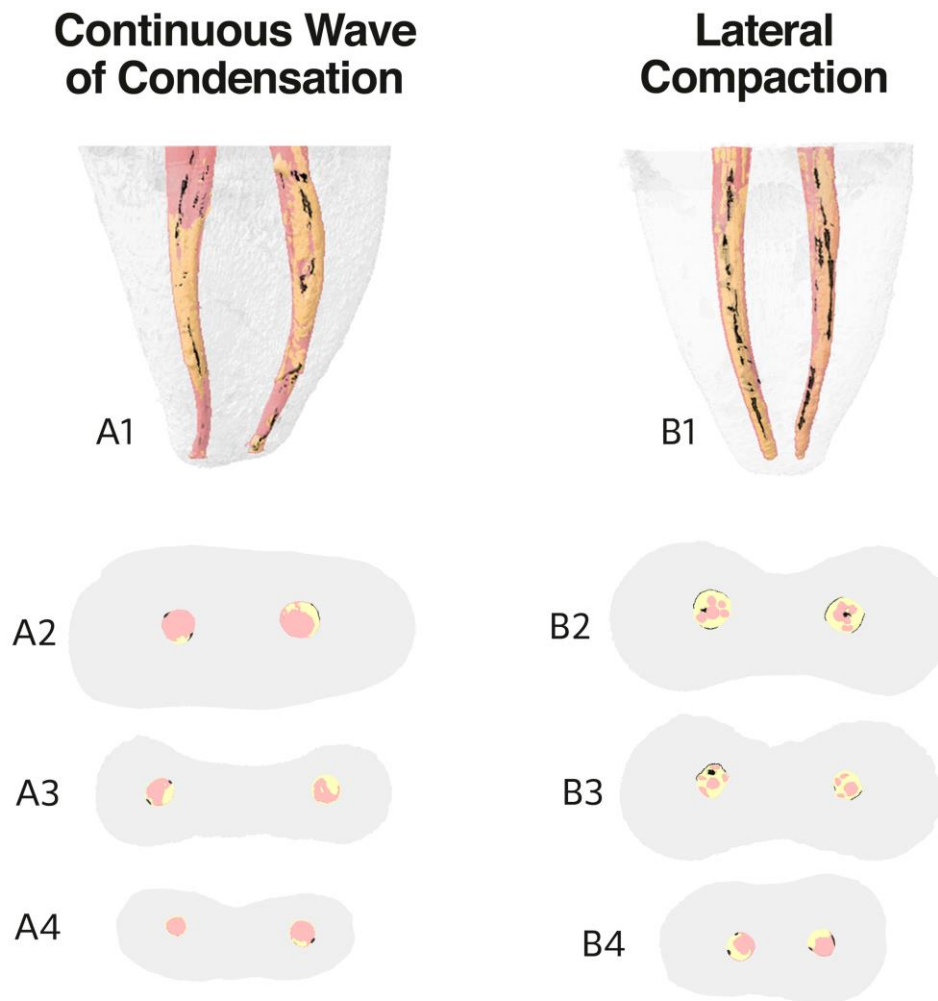 Continuous Wave
of Condensation
Lateral
Compaction
A1
B1
A2
B2
A3
B3
A4
B4